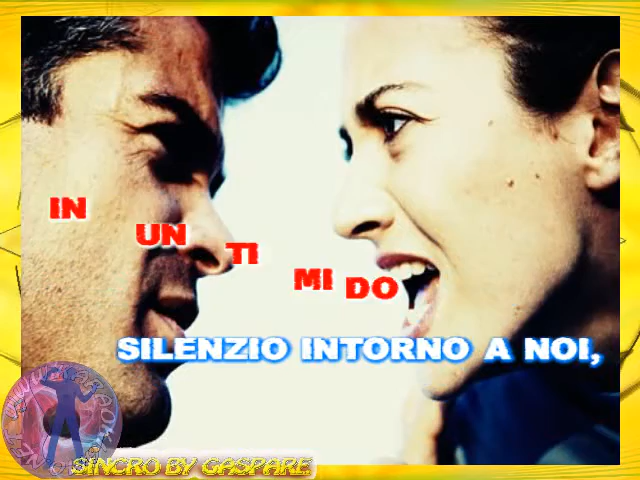 IN UN TI MI DO
SILENZIO INTORNO A NOI,
SINCRO BY GASPARE